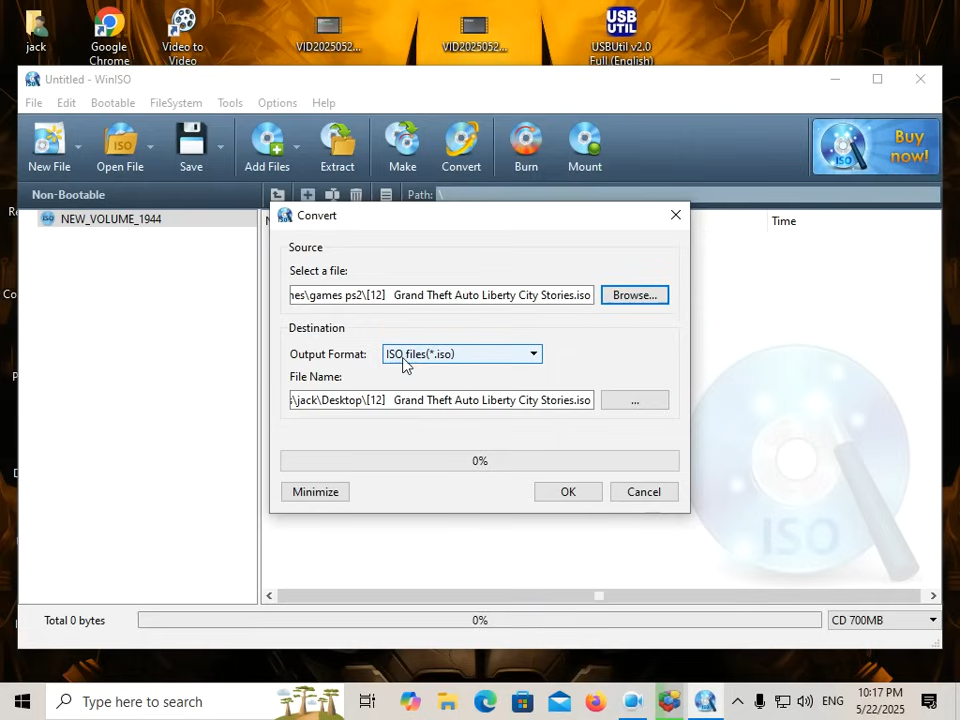 jack
Google
Chrome
Video to
Video
VID2025052...
VID2025052...
USB
UTIL
USBUtil v2.0
Full (English)
Untitled - WinISO
File Edit Bootable FileSystem Tools Options Help
New File Open File Save Add Files Extract Make Convert Burn Mount
ISO
ISO
Buy
now!
Non-Bootable
Path: \
ISO NEW_VOLUME_1944
Time
Convert
Source
Select a file:
nes\games ps2\[12] Grand Theft Auto Liberty City Stories.iso
Browse...
Destination
Output Format: ISO files(*.iso)
File Name:
s\jack\Desktop\[12] Grand Theft Auto Liberty City Stories.iso
...
0%
Minimize OK Cancel
ISO
Total 0 bytes 0% CD 700MB
Type here to search
ENG
10:17 PM
5/22/2025